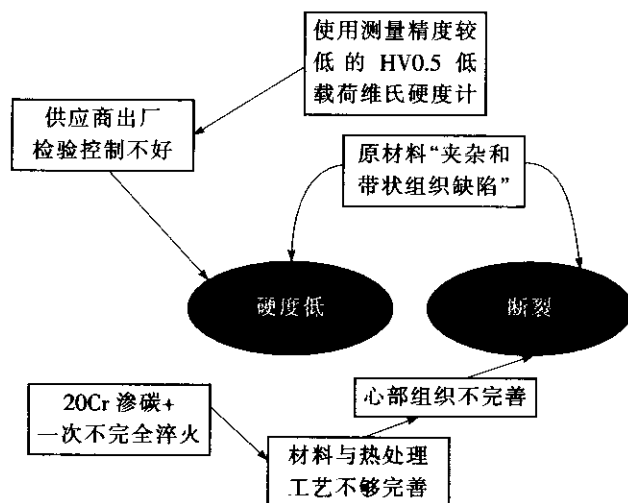 使用测量精度较
低的 HV0.5 低
载荷维氏硬度计
供应商出厂
检验控制不好
原材料“夹杂和
带状组织缺陷”
硬度低
断裂
心部组织不完善
20Cr 渗碳+
一次不完全淬火
材料与热处理
工艺不够完善